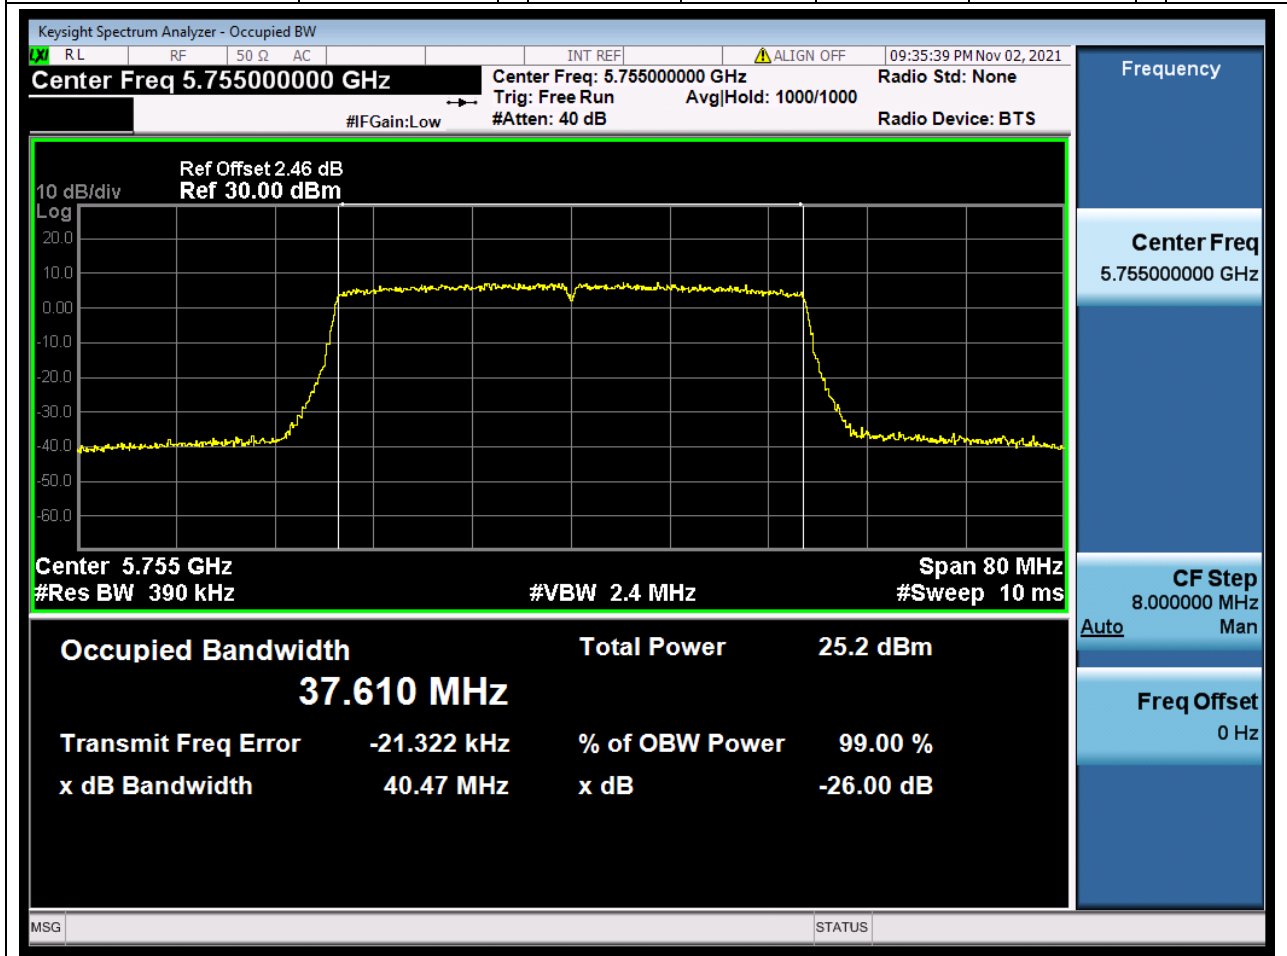 Keysight Spectrum Analyzer - Occupied BW
LXI RL RF 50 Ω AC INT REF ALIGN OFF 09:35:39 PM Nov 02, 2021
Center Freq 5.755000000 GHz
Center Freq: 5.755000000 GHz Radio Std: None
Trig: Free Run Avg|Hold: 1000/1000
#IFGain:Low #Atten: 40 dB Radio Device: BTS
Ref Offset 2.46 dB
10 dB/div Ref 30.00 dBm
Log
20.0
10.0
0.00
-10.0
-20.0
-30.0
-40.0
-50.0
-60.0
Center 5.755 GHz Span 80 MHz
#Res BW 390 kHz #VBW 2.4 MHz #Sweep 10 ms
Occupied Bandwidth Total Power 25.2 dBm
37.610 MHz
Transmit Freq Error -21.322 kHz % of OBW Power 99.00 %
x dB Bandwidth 40.47 MHz x dB -26.00 dB
MSG STATUS
Frequency
Center Freq
5.755000000 GHz
CF Step
8.000000 MHz
Auto Man
Freq Offset
0 Hz